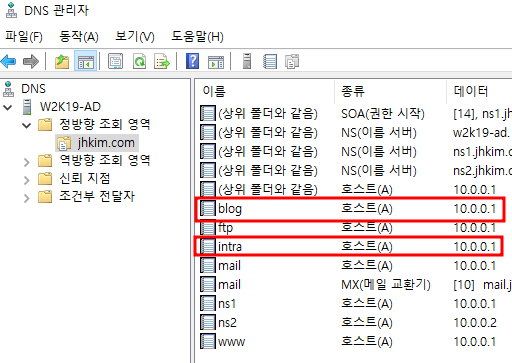 DNS 관리자
파일(F) 동작(A) 보기(V) 도움말(H)
DNS
W2K19-AD
정방향 조회 영역
jhkim.com
역방향 조회 영역
신뢰 지점
조건부 전달자
이름 종류 데이터
(상위 폴더와 같음) SOA(권한 시작) [14], ns1.jh
(상위 폴더와 같음) NS(이름 서버) w2k19-ad.
(상위 폴더와 같음) NS(이름 서버) ns1.jhkim.c
(상위 폴더와 같음) NS(이름 서버) ns2.jhkim.c
(상위 폴더와 같음) 호스트(A) 10.0.0.1
blog 호스트(A) 10.0.0.1
ftp 호스트(A) 10.0.0.1
intra 호스트(A) 10.0.0.1
mail 호스트(A) 10.0.0.1
mail MX(메일 교환기) [10] mail.j
ns1 호스트(A) 10.0.0.1
ns2 호스트(A) 10.0.0.2
www 호스트(A) 10.0.0.1